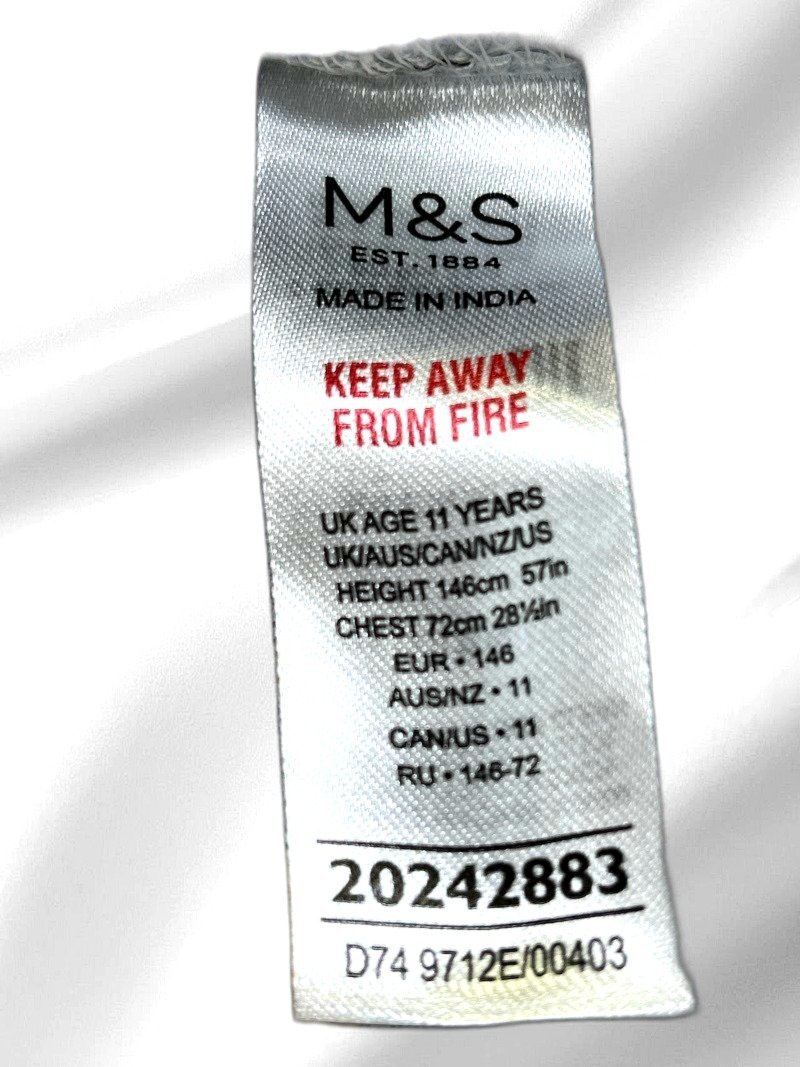 M&S
EST. 1884
MADE IN INDIA
KEEP AWAY
FROM FIRE
UK AGE 11 YEARS
UK/AUS/CAN/NZ/US
HEIGHT 146cm 57in
CHEST 72cm 28½in
EUR • 146
AUS/NZ • 11
CAN/US • 11
RU • 146-72
20242883
D74 9712E/00403